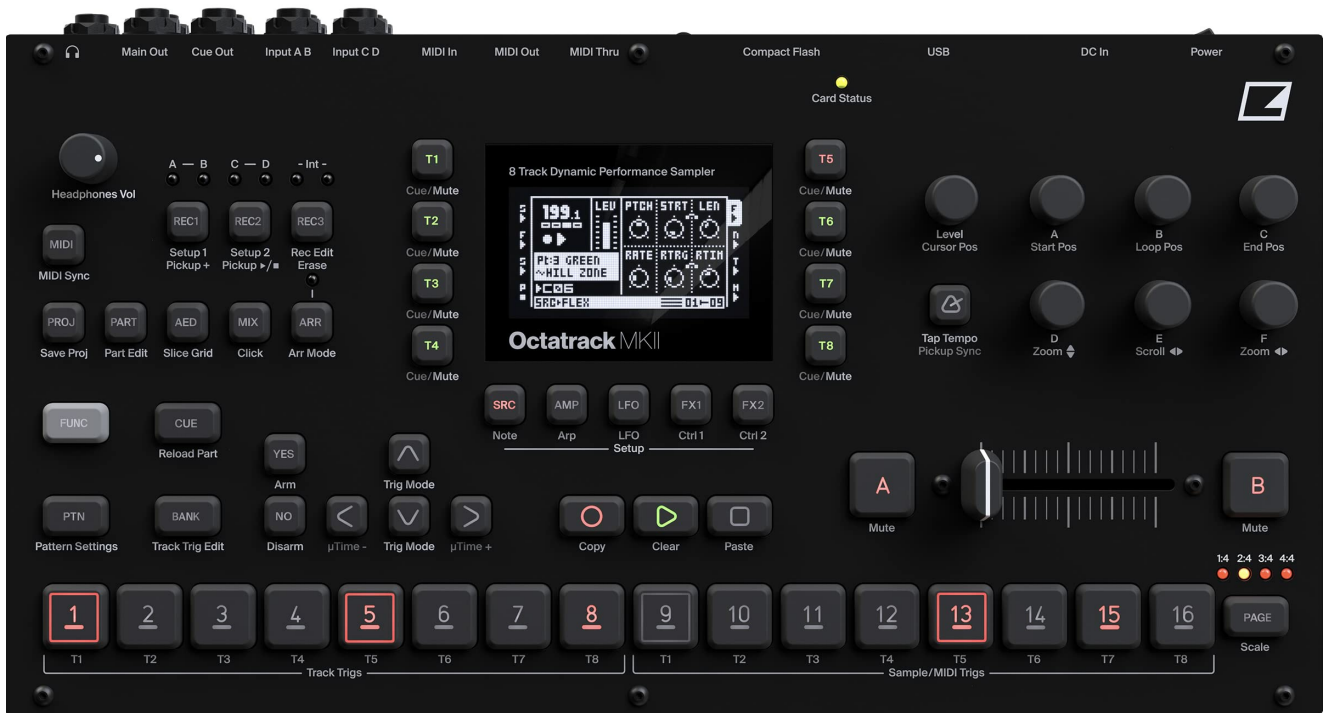 Main Out Cue Out Input A B Input C D MIDI In MIDI Out MIDI Thru Compact Flash USB DC In Power
Card Status
Headphones Vol
A — B C — D - Int -
REC1 REC2 REC3
Setup 1 Setup 2 Rec Edit
Pickup + Pickup ▸/■ Erase
MIDI
MIDI Sync
PROJ PART AED MIX ARR
Save Proj Part Edit Slice Grid Click Arr Mode
T1
Cue/Mute
T2
Cue/Mute
T3
Cue/Mute
T4
Cue/Mute
8 Track Dynamic Performance Sampler
199.1 LEV PTCH STRT LEN
PT:3 GREEN
~HILL ZONE
RATE RTRG RTIM
▸C06
SRC▸FLEX 01–09
Octatrack MKII
T5
Cue/Mute
T6
Cue/Mute
T7
Cue/Mute
T8
Cue/Mute
Level A B C
Cursor Pos Start Pos Loop Pos End Pos
Tap Tempo D E F
Pickup Sync Zoom Scroll Zoom
SRC AMP LFO FX1 FX2
Note Arp LFO Ctrl 1 Ctrl 2
Setup
FUNC CUE
Reload Part
YES
Arm Trig Mode
PTN BANK NO
Pattern Settings Track Trig Edit Disarm µTime - Trig Mode µTime +
Copy Clear Paste
A B
Mute Mute
1:4 2:4 3:4 4:4
1 2 3 4 5 6 7 8 9 10 11 12 13 14 15 16 PAGE
T1 T2 T3 T4 T5 T6 T7 T8 T1 T2 T3 T4 T5 T6 T7 T8 Scale
Track Trigs Sample/MIDI Trigs